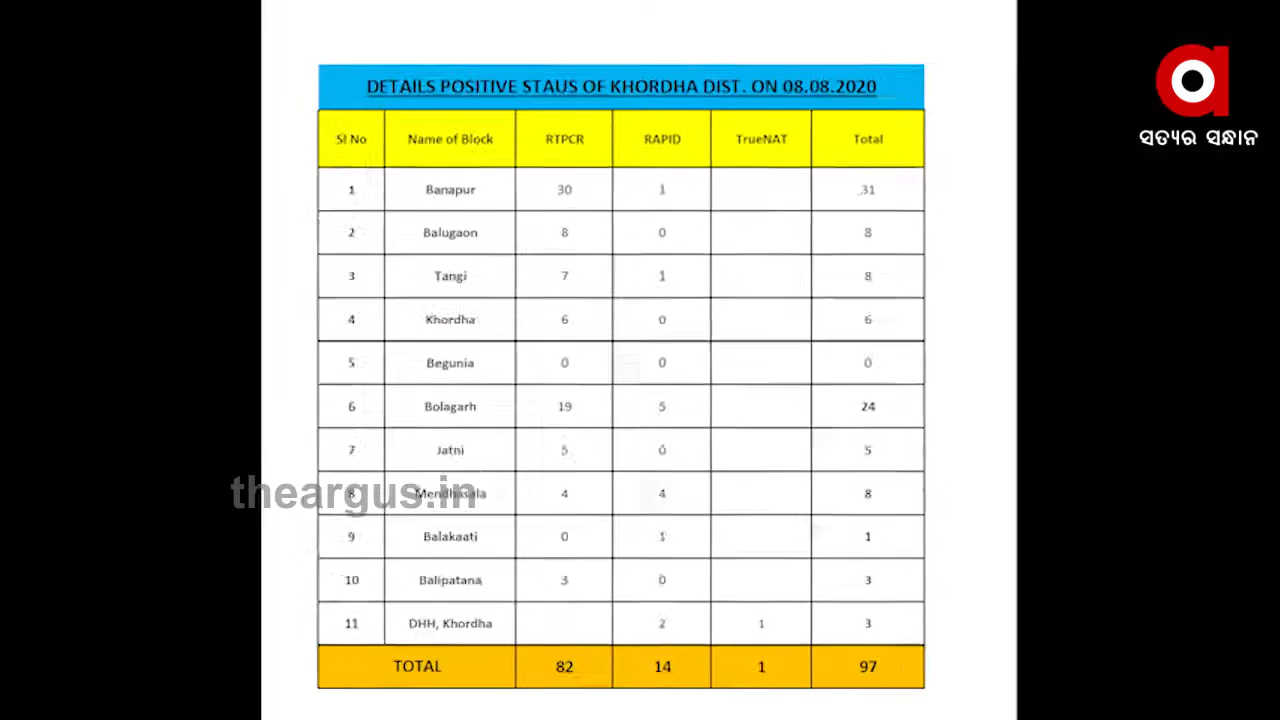 DETAILS POSITIVE STAUS OF KHORDHA DIST. ON 08.08.2020
ସତ୍ୟର ସନ୍ଧାନ
Sl No Name of Block RTPCR RAPID TrueNAT Total
1 Banapur 30 1 31
2 Balugaon 8 0 8
3 Tangi 7 1 8
4 Khordha 6 0 6
5 Begunia 0 0 0
6 Bolagarh 19 5 24
7 Jatni 5 0 5
8 Mendhasala 4 4 8
theargus.in
9 Balakaati 0 1 1
10 Balipatana 3 0 3
11 DHH, Khordha 2 1 3
TOTAL 82 14 1 97